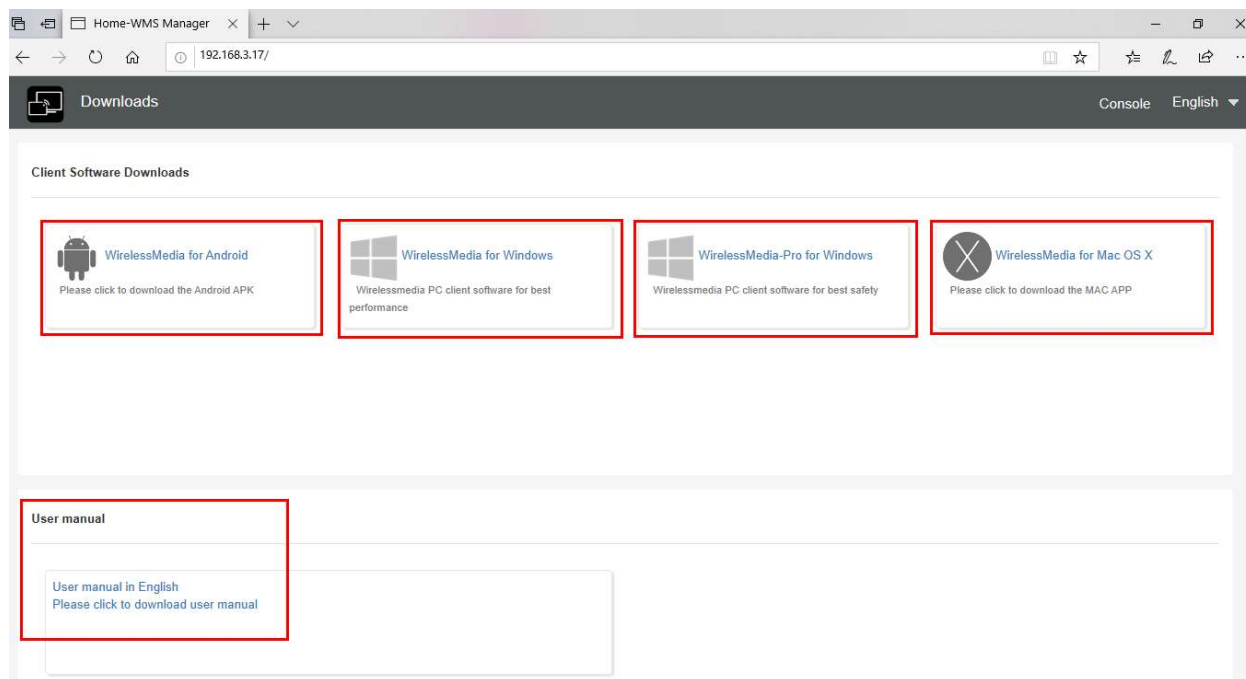 Home-WMS Manager
192.168.3.17/
Downloads
Console English
Client Software Downloads
WirelessMedia for Android
Please click to download the Android APK
WirelessMedia for Windows
Wirelessmedia PC client software for best
performance
WirelessMedia-Pro for Windows
Wirelessmedia PC client software for best safety
WirelessMedia for Mac OS X
Please click to download the MAC APP
User manual
User manual in English
Please click to download user manual